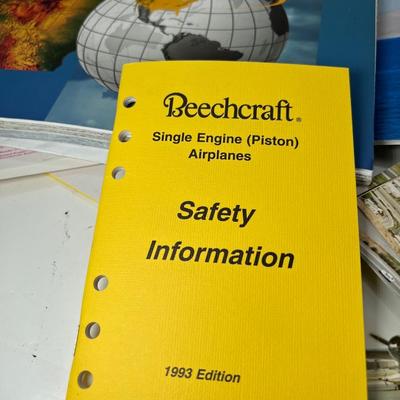 Beechcraft®
Single Engine (Piston)
Airplanes
Safety
Information
1993 Edition